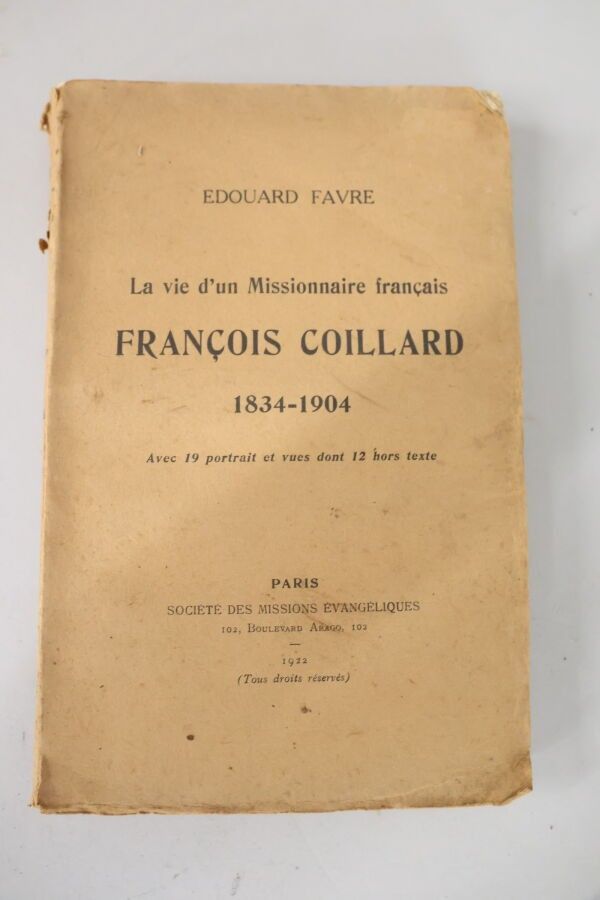 EDOUARD FAVRE
La vie d'un Missionnaire français
FRANÇOIS COILLARD
1834-1904
Avec 19 portrait et vues dont 12 hors texte
PARIS
SOCIÉTÉ DES MISSIONS ÉVANGÉLIQUES
102, BOULEVARD ARAGO, 102
1922
(Tous droits réservés)